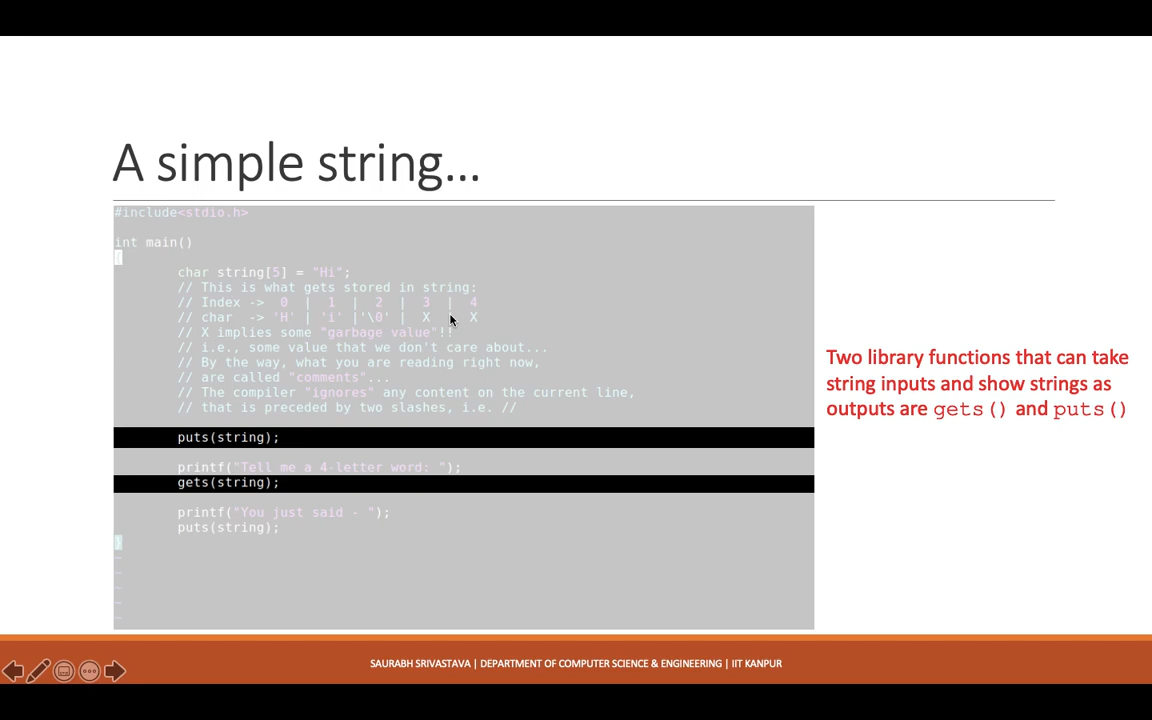 A simple string...
#include<stdio.h>
int main()
{
char string[5] = "Hi";
// This is what gets stored in string:
// Index -> 0 | 1 | 2 | 3 | 4
// char -> 'H' | 'i' |'\0' | X | X
// X implies some "garbage value"!!
// i.e., some value that we don't care about...
// By the way, what you are reading right now,
// are called "comments"...
// The compiler "ignores" any content on the current line,
// that is preceded by two slashes, i.e. //
puts(string);
printf("Tell me a 4-letter word: ");
gets(string);
printf("You just said - ");
puts(string);
}
~
~
~
~
~
Two library functions that can take
string inputs and show strings as
outputs are gets() and puts()
SAURABH SRIVASTAVA | DEPARTMENT OF COMPUTER SCIENCE & ENGINEERING | IIT KANPUR